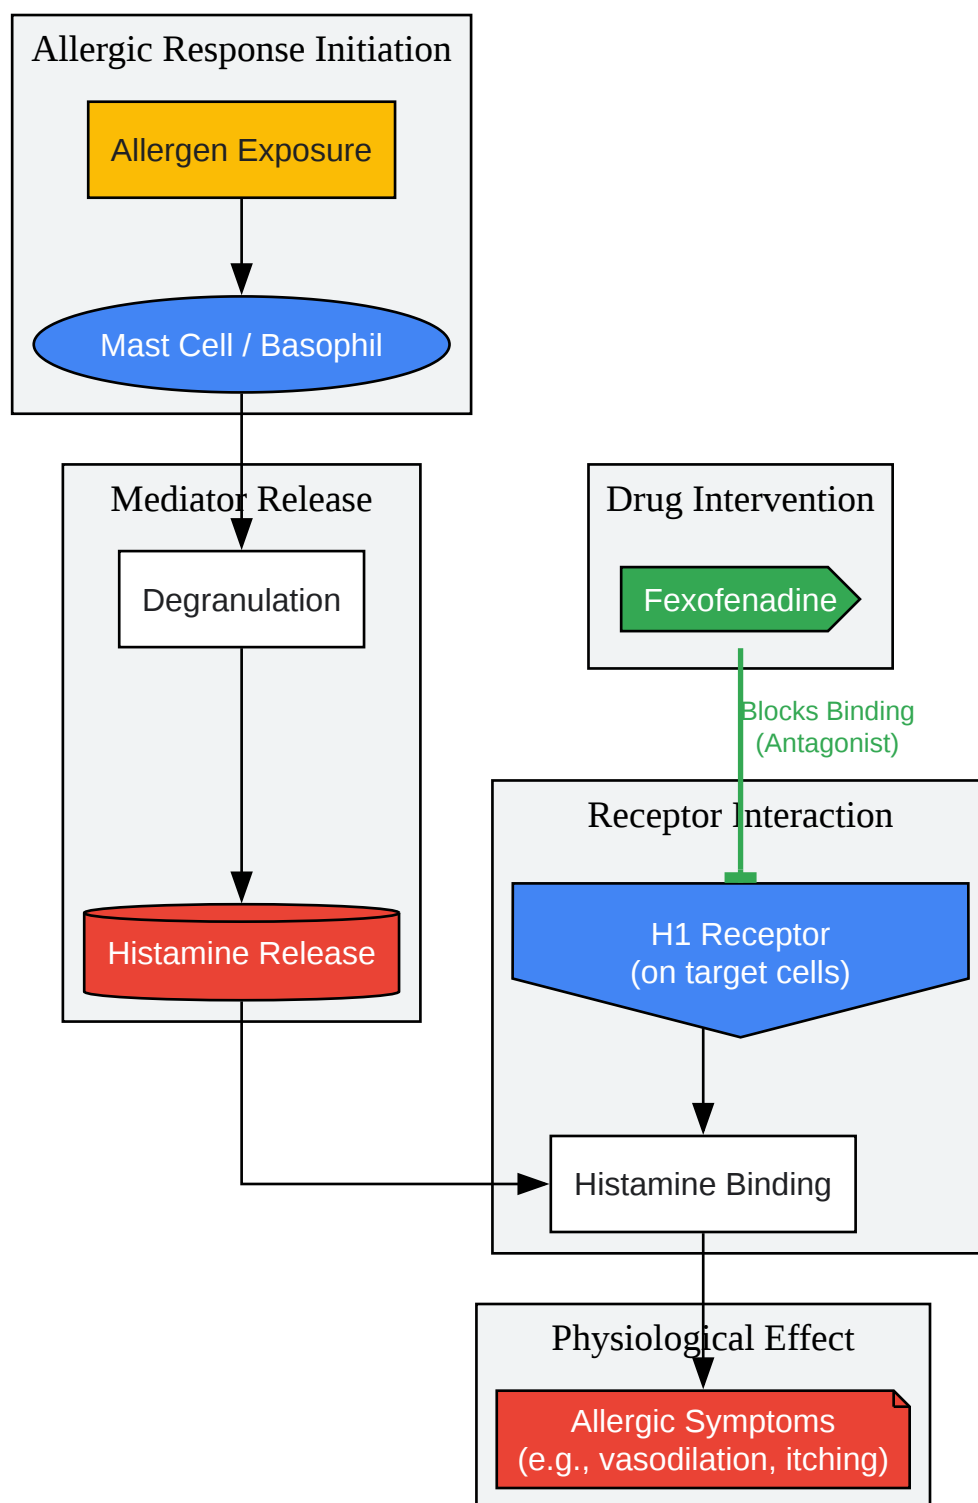 Allergic Response Initiation
Allergen Exposure
Mast Cell / Basophil
Mediator Release
Degranulation
Histamine Release
Drug Intervention
Fexofenadine
Blocks Binding
(Antagonist)
Receptor Interaction
H1 Receptor
(on target cells)
Histamine Binding
Physiological Effect
Allergic Symptoms
(e.g., vasodilation, itching)